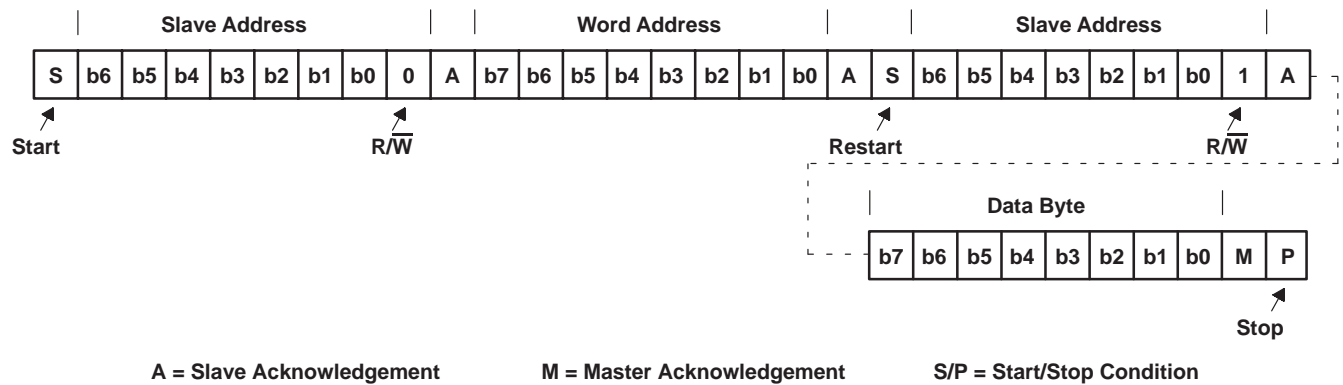 Slave Address Word Address Slave Address
S b6 b5 b4 b3 b2 b1 b0 0 A b7 b6 b5 b4 b3 b2 b1 b0 A S b6 b5 b4 b3 b2 b1 b0 1 A
Start R/W̅ Restart R/W̅
Data Byte
b7 b6 b5 b4 b3 b2 b1 b0 M P
Stop
A = Slave Acknowledgement M = Master Acknowledgement S/P = Start/Stop Condition